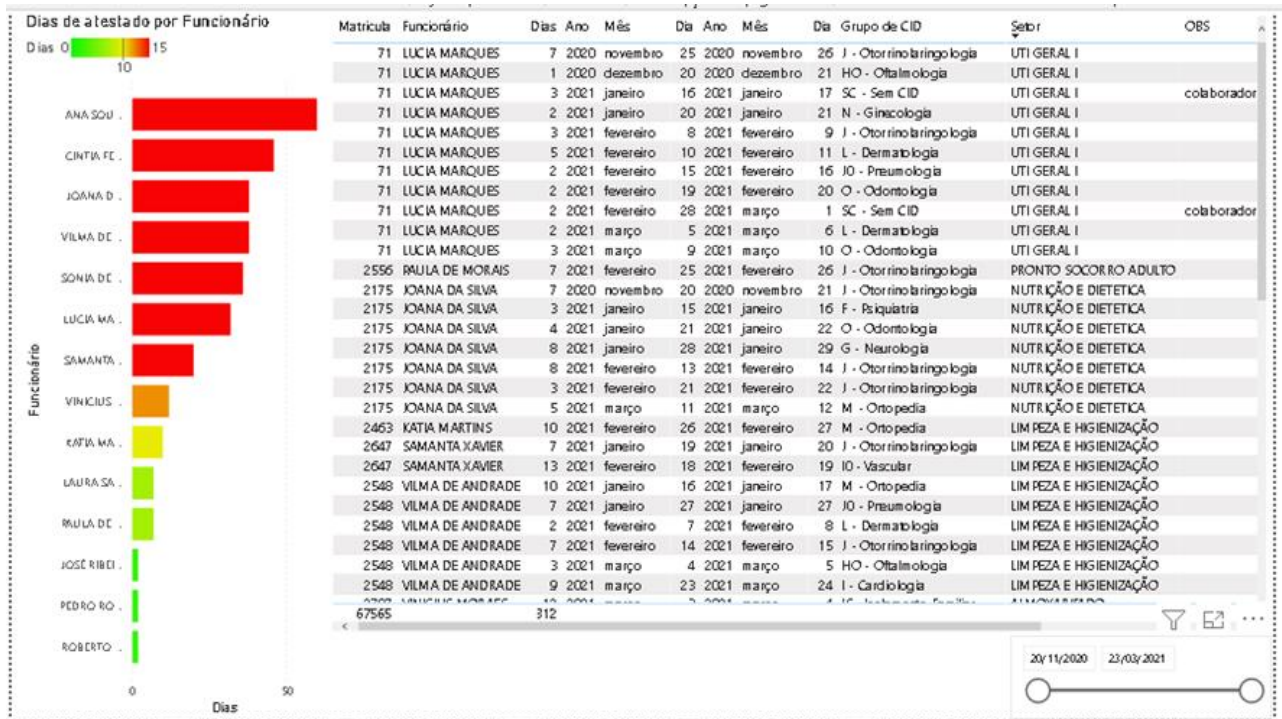 Dias de atestado por Funcionário
Dias 0 15
10
ANA SOU .
CINTIA FE .
JOANA D .
VILMA DE .
SONIA DE .
LUCIA MA .
SAMANTA .
VINICIUS .
KATIA MA .
LAURA SA .
PAULA DE .
JOSÉ RIBEI .
PEDRO RO .
ROBERTO .
Funcionário
0 50
Dias
Matricula Funcionário Dias Ano Mês Dia Ano Mês Dia Grupo de CID Setor OBS
71 LUCIA MARQUES 7 2020 novembro 25 2020 novembro 26 J - Otorrinolaringologia UTI GERAL I
71 LUCIA MARQUES 1 2020 dezembro 20 2020 dezembro 21 HO - Oftalmologia UTI GERAL I
71 LUCIA MARQUES 3 2021 janeiro 16 2021 janeiro 17 SC - Sem CID UTI GERAL I colaborador
71 LUCIA MARQUES 2 2021 janeiro 20 2021 janeiro 21 N - Ginecologia UTI GERAL I
71 LUCIA MARQUES 3 2021 fevereiro 8 2021 fevereiro 9 J - Otorrinolaringologia UTI GERAL I
71 LUCIA MARQUES 5 2021 fevereiro 10 2021 fevereiro 11 L - Dermatologia UTI GERAL I
71 LUCIA MARQUES 2 2021 fevereiro 15 2021 fevereiro 16 J0 - Pneumologia UTI GERAL I
71 LUCIA MARQUES 2 2021 fevereiro 19 2021 fevereiro 20 O - Odontologia UTI GERAL I
71 LUCIA MARQUES 2 2021 fevereiro 28 2021 março 1 SC - Sem CID UTI GERAL I colaborador
71 LUCIA MARQUES 2 2021 março 5 2021 março 6 L - Dermatologia UTI GERAL I
71 LUCIA MARQUES 3 2021 março 9 2021 março 10 O - Odontologia UTI GERAL I
2556 PAULA DE MORAIS 7 2021 fevereiro 25 2021 fevereiro 26 J - Otorrinolaringologia PRONTO SOCORRO ADULTO
2175 JOANA DA SILVA 7 2020 novembro 20 2020 novembro 21 J - Otorrinolaringologia NUTRIÇÃO E DIETETICA
2175 JOANA DA SILVA 3 2021 janeiro 15 2021 janeiro 16 F - Psiquiatria NUTRIÇÃO E DIETETICA
2175 JOANA DA SILVA 4 2021 janeiro 21 2021 janeiro 22 O - Odontologia NUTRIÇÃO E DIETETICA
2175 JOANA DA SILVA 8 2021 janeiro 28 2021 janeiro 29 G - Neurologia NUTRIÇÃO E DIETETICA
2175 JOANA DA SILVA 8 2021 fevereiro 13 2021 fevereiro 14 J - Otorrinolaringologia NUTRIÇÃO E DIETETICA
2175 JOANA DA SILVA 3 2021 fevereiro 21 2021 fevereiro 22 J - Otorrinolaringologia NUTRIÇÃO E DIETETICA
2175 JOANA DA SILVA 5 2021 março 11 2021 março 12 M - Ortopedia NUTRIÇÃO E DIETETICA
2463 KATIA MARTINS 10 2021 fevereiro 26 2021 fevereiro 27 M - Ortopedia LIMPEZA E HIGIENIZAÇÃO
2647 SAMANTA XAVIER 7 2021 janeiro 19 2021 janeiro 20 J - Otorrinolaringologia LIMPEZA E HIGIENIZAÇÃO
2647 SAMANTA XAVIER 13 2021 fevereiro 18 2021 fevereiro 19 I0 - Vascular LIMPEZA E HIGIENIZAÇÃO
2548 VILMA DE ANDRADE 10 2021 janeiro 16 2021 janeiro 17 M - Ortopedia LIMPEZA E HIGIENIZAÇÃO
2548 VILMA DE ANDRADE 7 2021 janeiro 27 2021 janeiro 27 J0 - Pneumologia LIMPEZA E HIGIENIZAÇÃO
2548 VILMA DE ANDRADE 2 2021 fevereiro 7 2021 fevereiro 8 L - Dermatologia LIMPEZA E HIGIENIZAÇÃO
2548 VILMA DE ANDRADE 7 2021 fevereiro 14 2021 fevereiro 15 J - Otorrinolaringologia LIMPEZA E HIGIENIZAÇÃO
2548 VILMA DE ANDRADE 3 2021 março 4 2021 março 5 HO - Oftalmologia LIMPEZA E HIGIENIZAÇÃO
2548 VILMA DE ANDRADE 9 2021 março 23 2021 março 24 I - Cardiologia LIMPEZA E HIGIENIZAÇÃO
67565 312
20/11/2020 23/03/2021